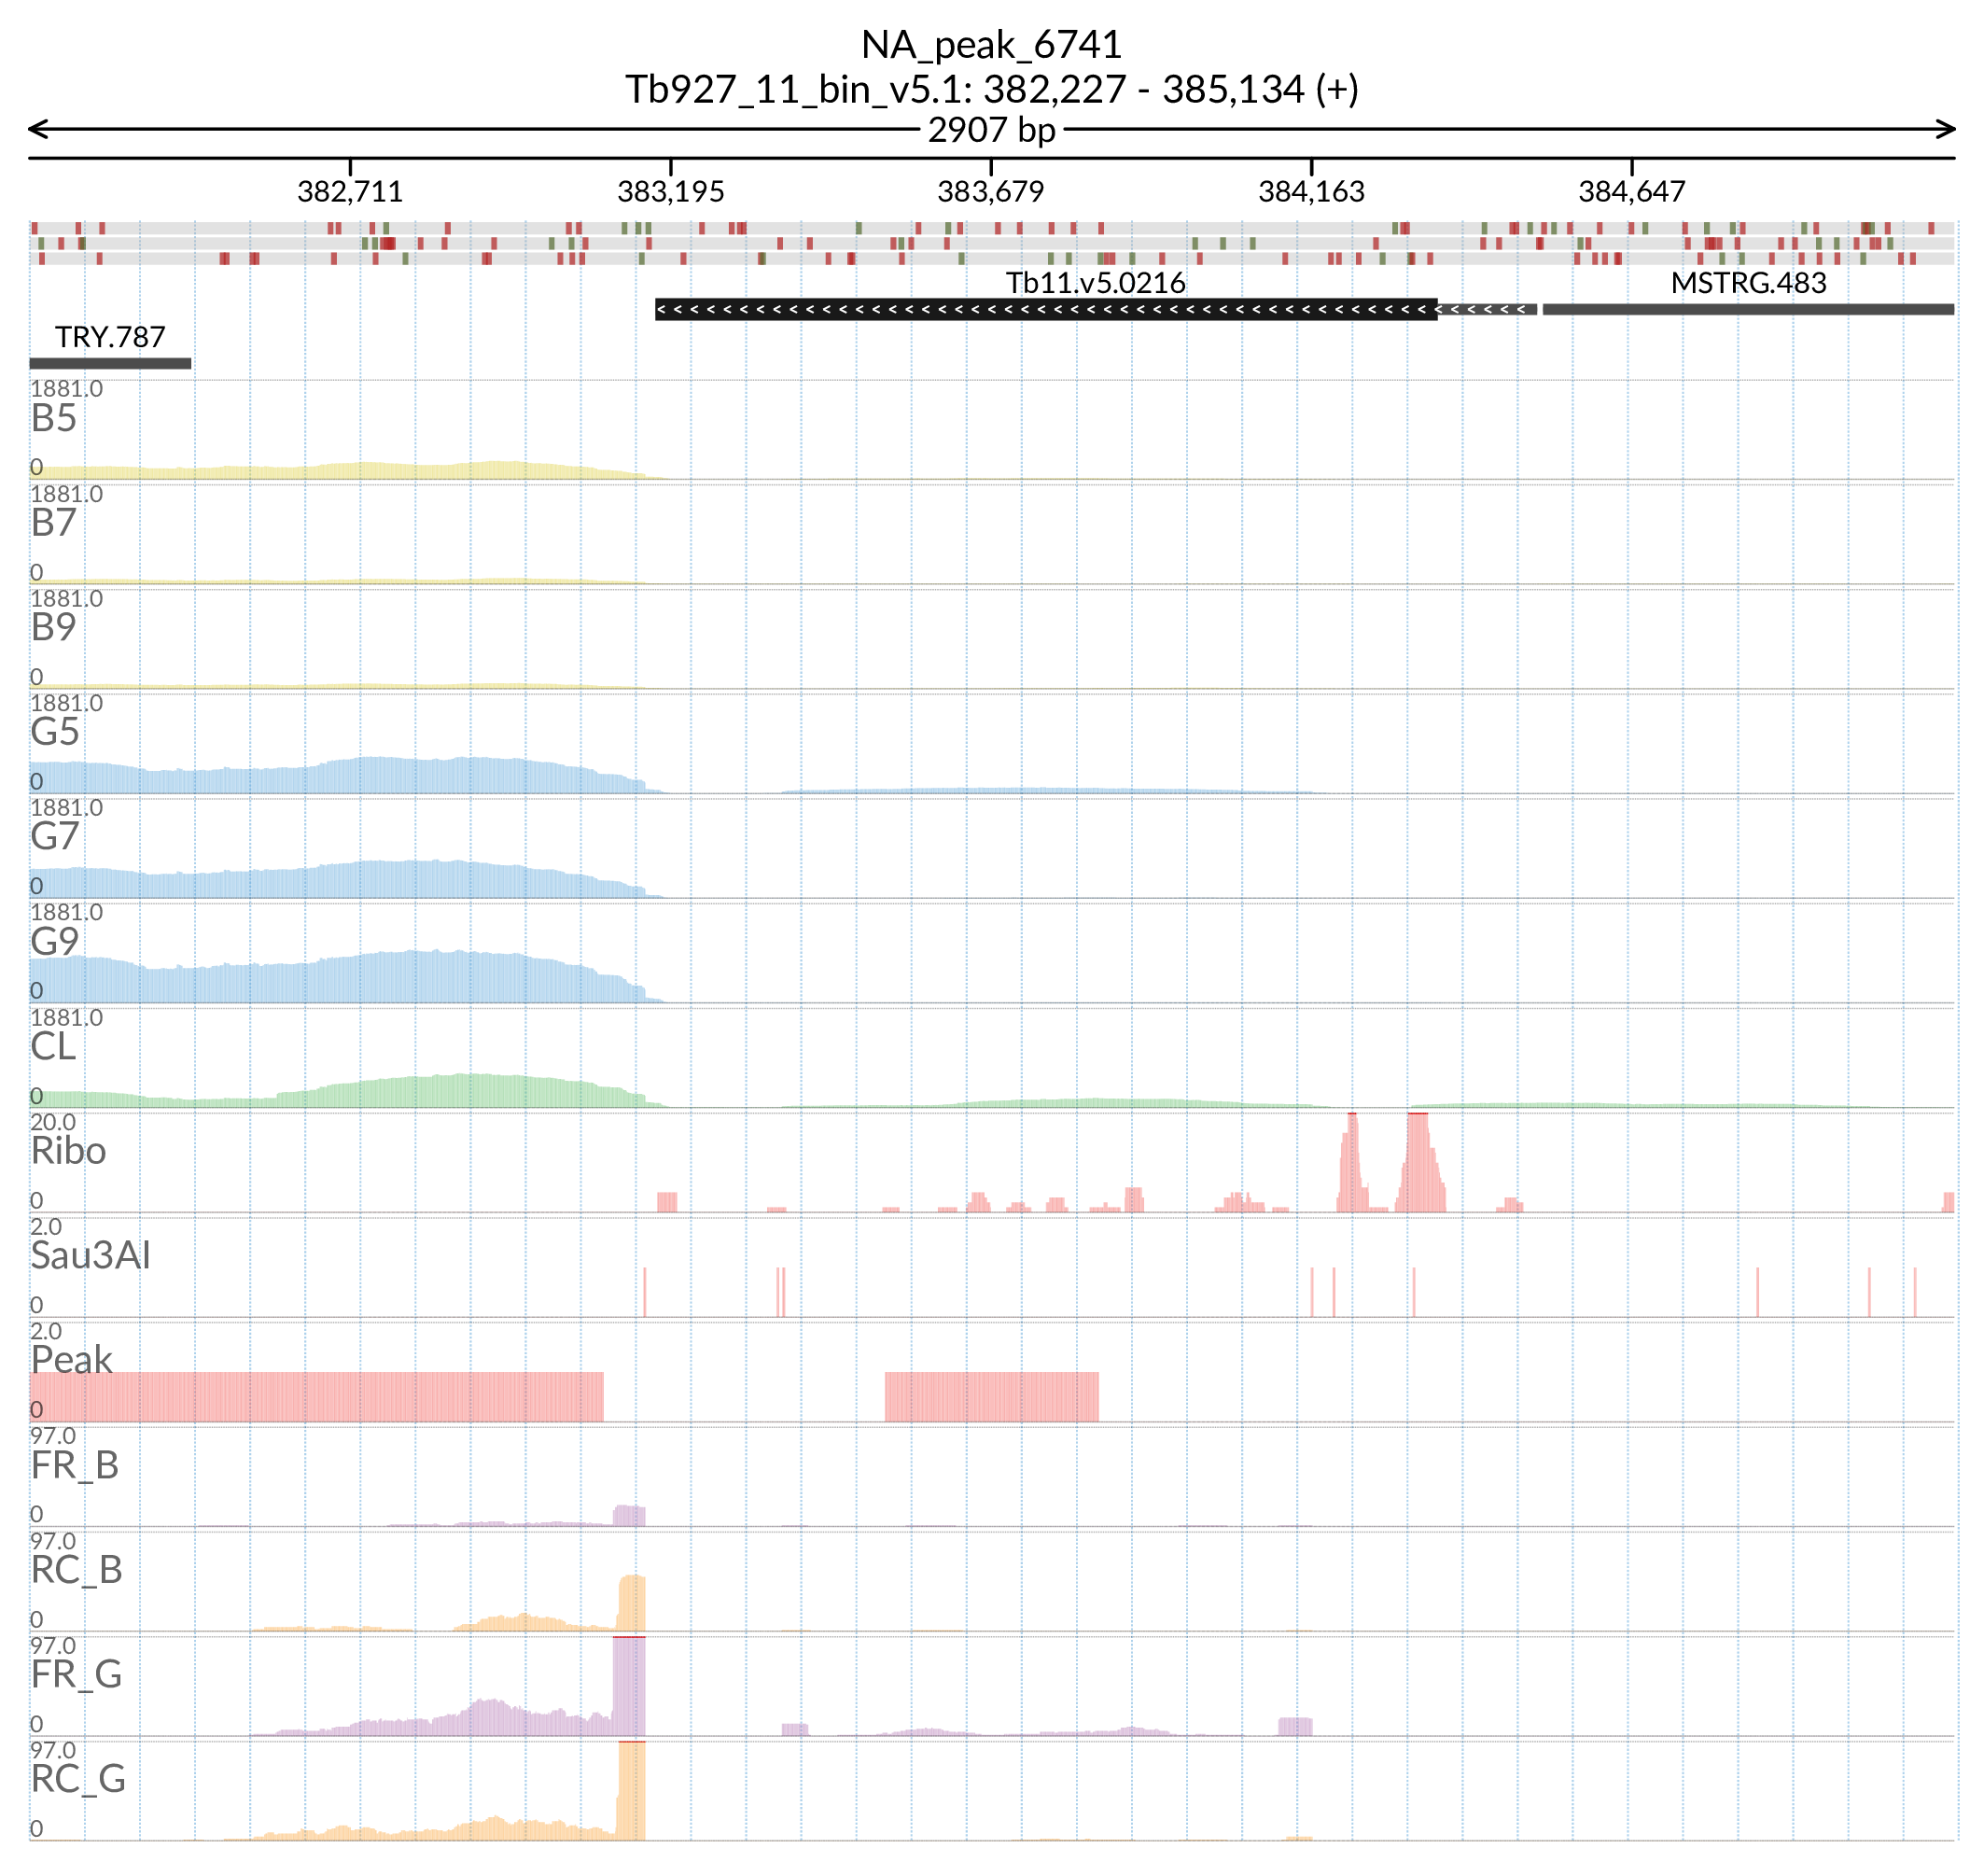 NA_peak_6741
Tb927_11_bin_v5.1: 382,227 - 385,134 (+)
2907 bp
382,711 383,195 383,679 384,163 384,647
Tb11.v5.0216 MSTRG.483
TRY.787
1881.0
B5
0
1881.0
B7
0
1881.0
B9
0
1881.0
G5
0
1881.0
G7
0
1881.0
G9
0
1881.0
CL
0
20.0
Ribo
0
2.0
Sau3AI
0
2.0
Peak
0
97.0
FR_B
0
97.0
RC_B
0
97.0
FR_G
0
97.0
RC_G
0